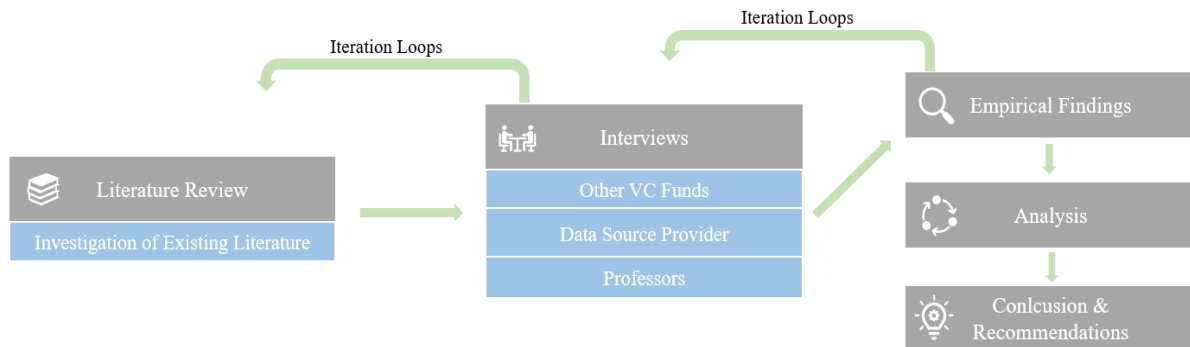 Iteration Loops
Iteration Loops
Literature Review
Investigation of Existing Literature
Interviews
Other VC Funds
Data Source Provider
Professors
Empirical Findings
Analysis
Conlcusion &
Recommendations